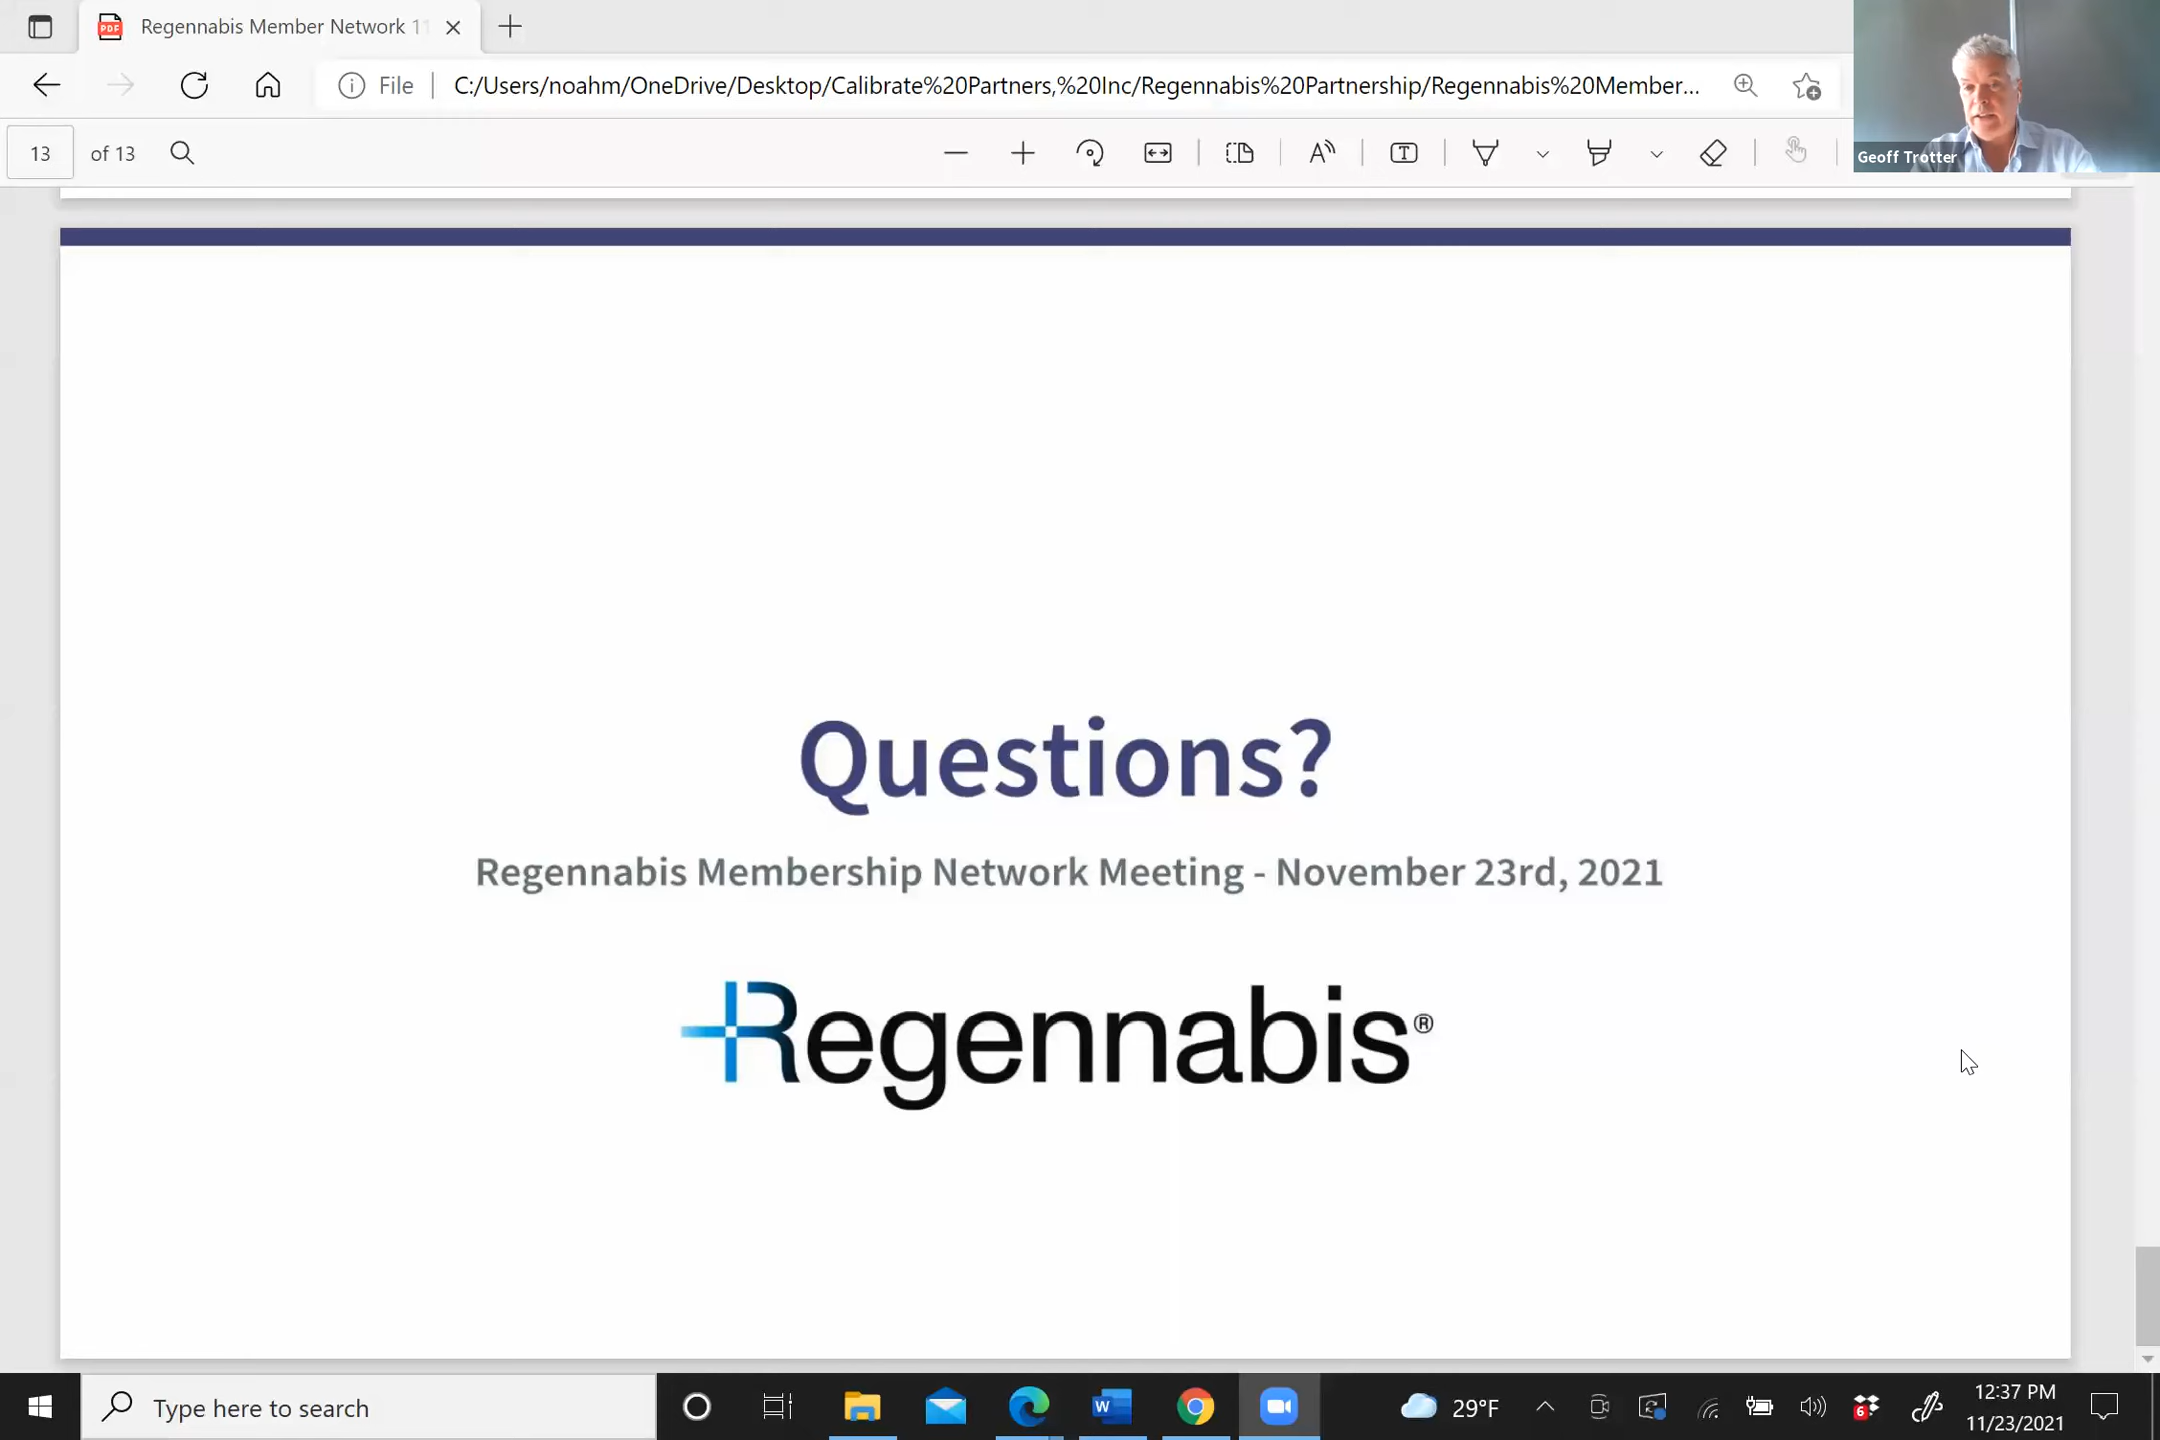 Regennabis Member Network 11
File
C:/Users/noahm/OneDrive/Desktop/Calibrate%20Partners,%20Inc/Regennabis%20Partnership/Regennabis%20Member...
13 of 13
Geoff Trotter
Questions?
Regennabis Membership Network Meeting - November 23rd, 2021
Regennabis®
Type here to search
29°F
6
12:37 PM
11/23/2021